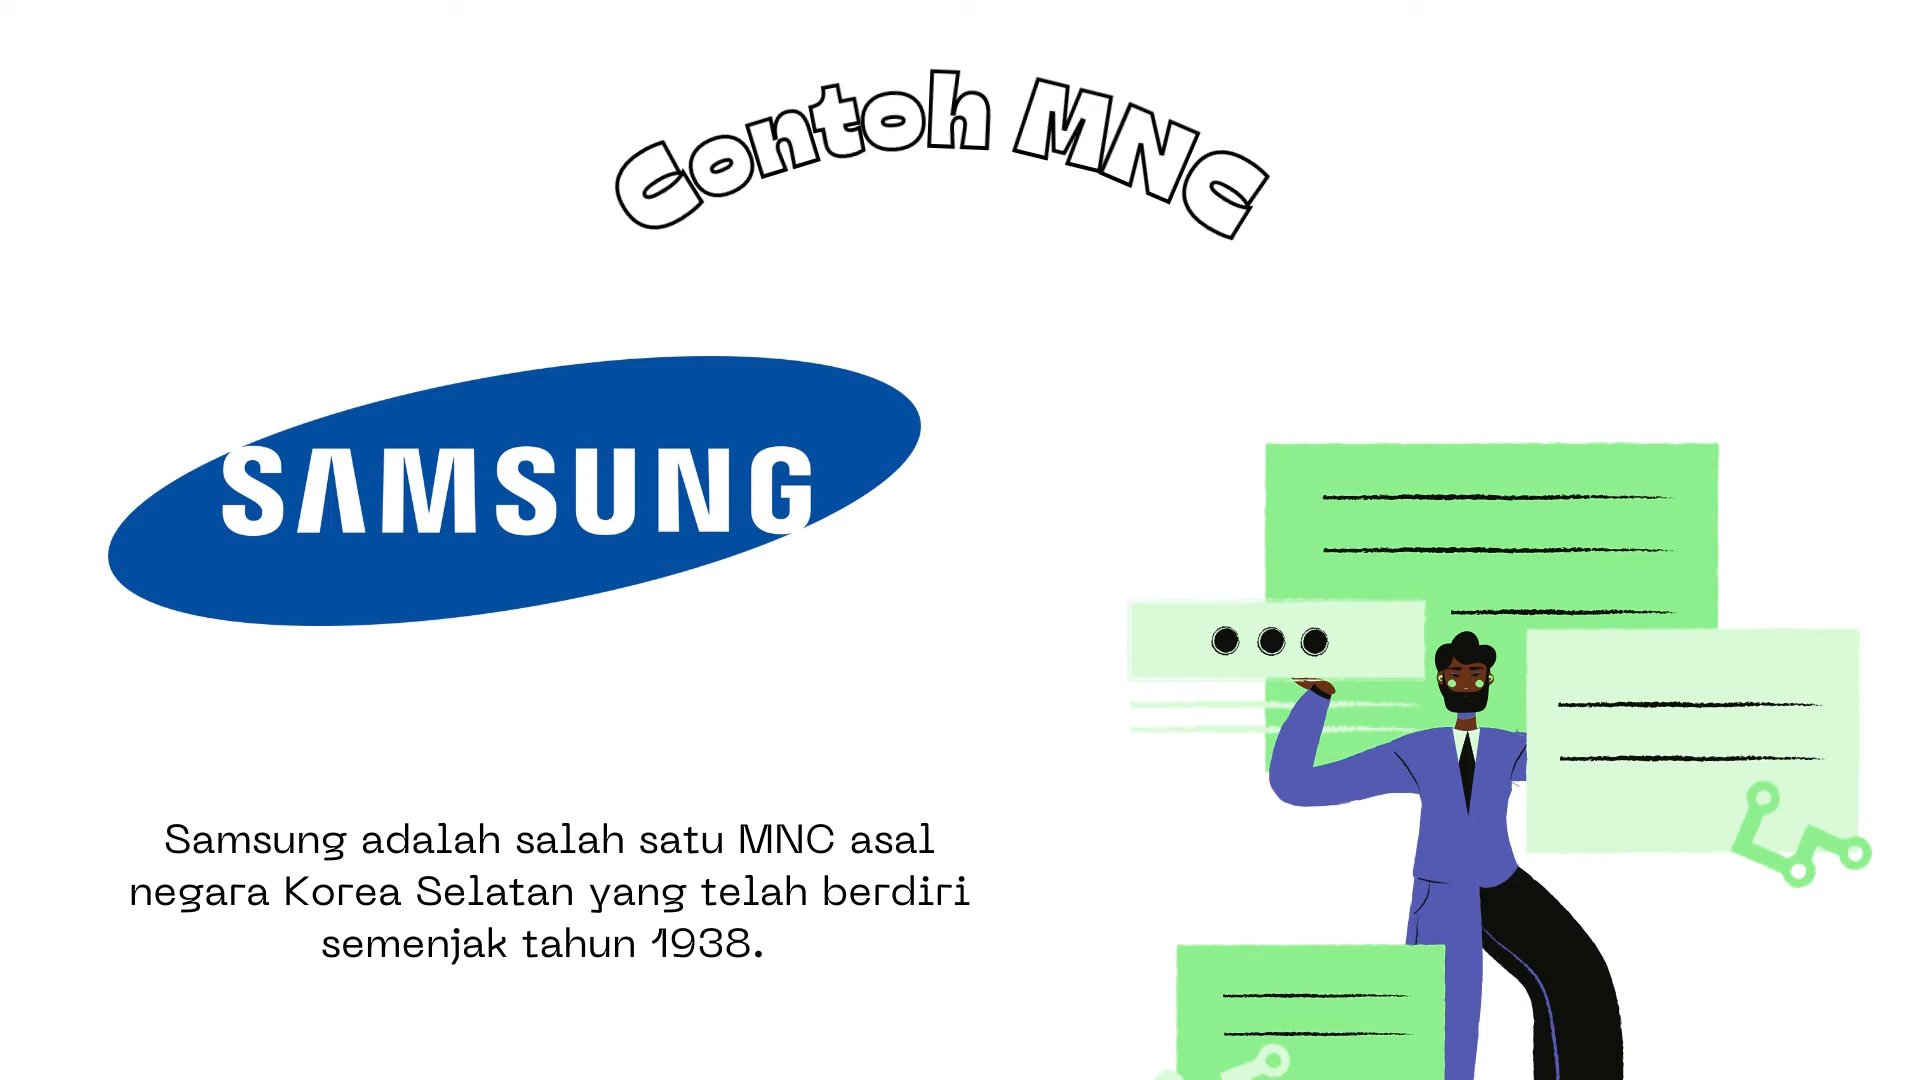 Contoh MNC
SAMSUNG
Samsung adalah salah satu MNC asal
negara Korea Selatan yang telah berdiri
semenjak tahun 1938.